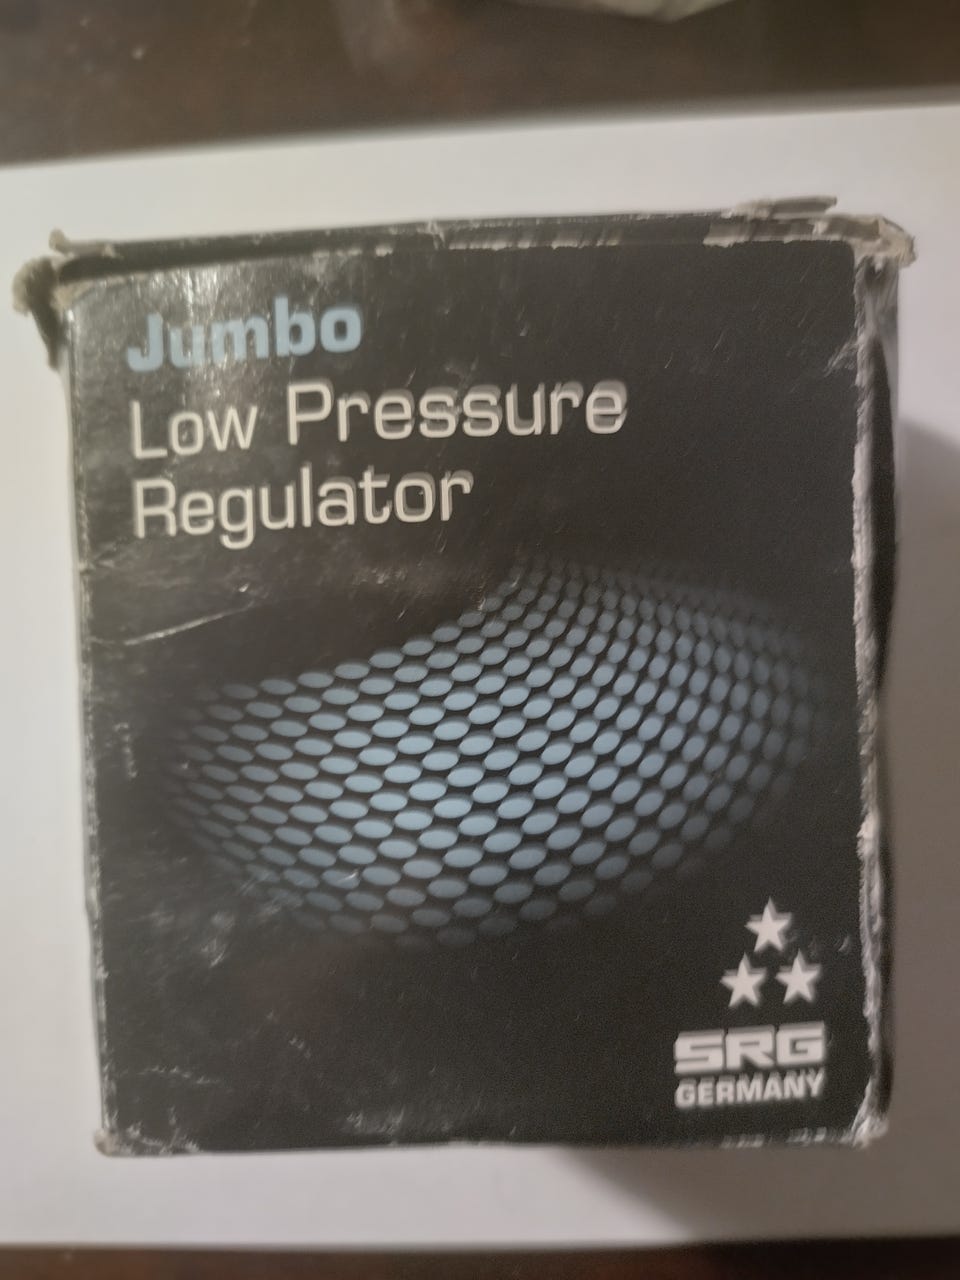 Jumbo
Low Pressure
Regulator
SRG
GERMANY